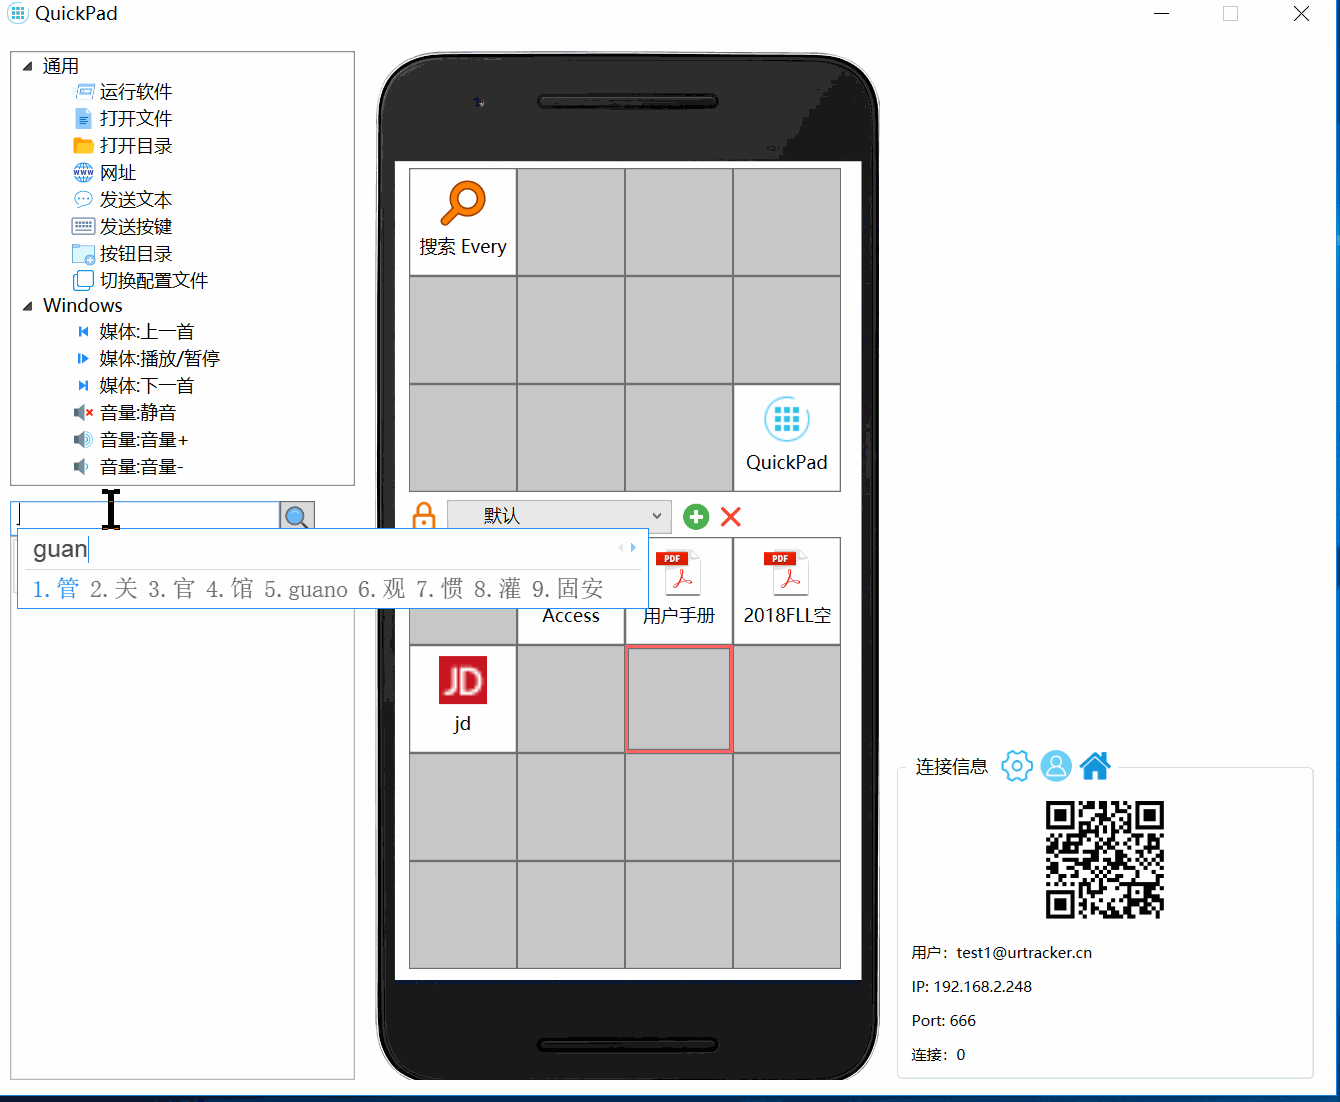 QuickPad
通用
运行软件
打开文件
打开目录
网址
发送文本
发送按键
按钮目录
切换配置文件
Windows
媒体:上一首
媒体:播放/暂停
媒体:下一首
音量:静音
音量:音量+
音量:音量-
guan
1.管 2.关 3.官 4.馆 5.guano 6.观 7.惯 8.灌 9.固安
搜索 Every
QuickPad
默认
Access
PDF
用户手册
PDF
2018FLL空
JD
jd
连接信息
用户：test1@urtracker.cn
IP: 192.168.2.248
Port: 666
连接：0